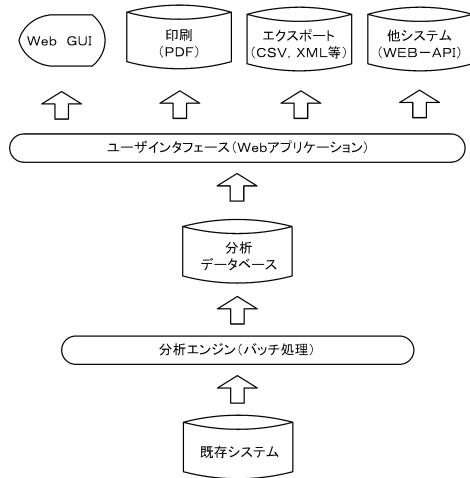 Web GUI
印刷
(PDF)
エクスポート
(CSV, XML等)
他システム
(WEB－API)
ユーザインタフェース(Webアプリケーション)
分析
データベース
分析エンジン(バッチ処理)
既存システム